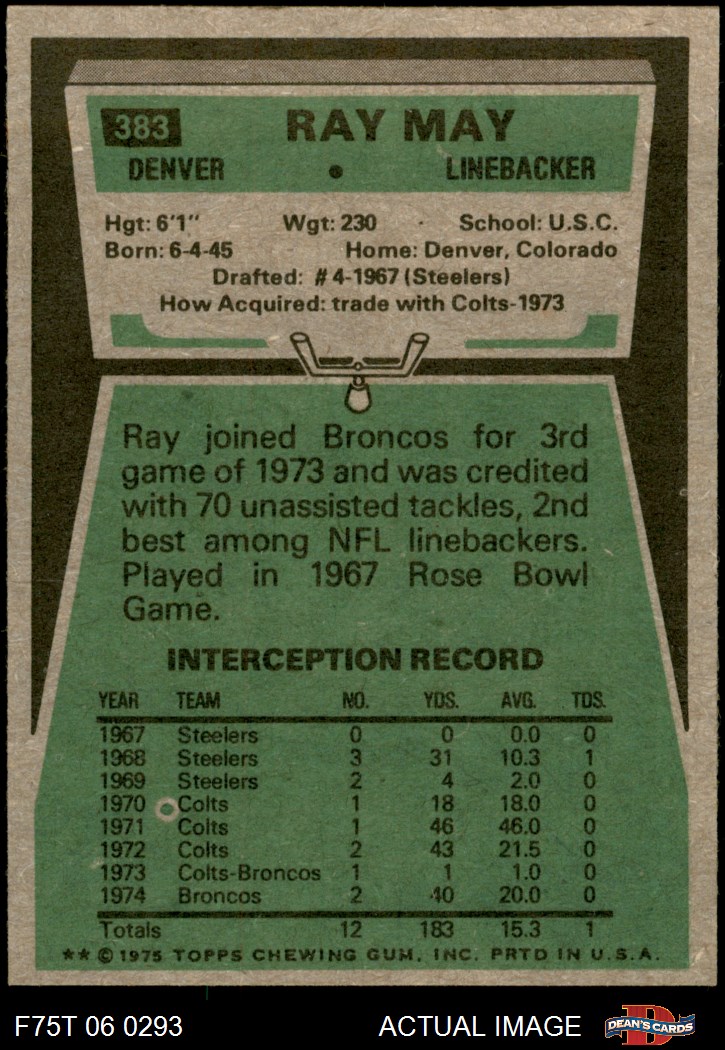 383 RAY MAY
DENVER • LINEBACKER
Hgt: 6'1" Wgt: 230 School: U.S.C.
Born: 6-4-45 Home: Denver, Colorado
Drafted: #4-1967 (Steelers)
How Acquired: trade with Colts-1973
Ray joined Broncos for 3rd
game of 1973 and was credited
with 70 unassisted tackles, 2nd
best among NFL linebackers.
Played in 1967 Rose Bowl
Game.
INTERCEPTION RECORD
YEAR TEAM NO. YDS. AVG. TDS.
1967 Steelers 0 0 0.0 0
1968 Steelers 3 31 10.3 1
1969 Steelers 2 4 2.0 0
1970 Colts 1 18 18.0 0
1971 Colts 1 46 46.0 0
1972 Colts 2 43 21.5 0
1973 Colts-Broncos 1 1 1.0 0
1974 Broncos 2 40 20.0 0
Totals 12 183 15.3 1
** © 1975 TOPPS CHEWING GUM, INC. PRTD IN U.S.A.
F75T 06 0293 ACTUAL IMAGE D DEAN'S CARDS